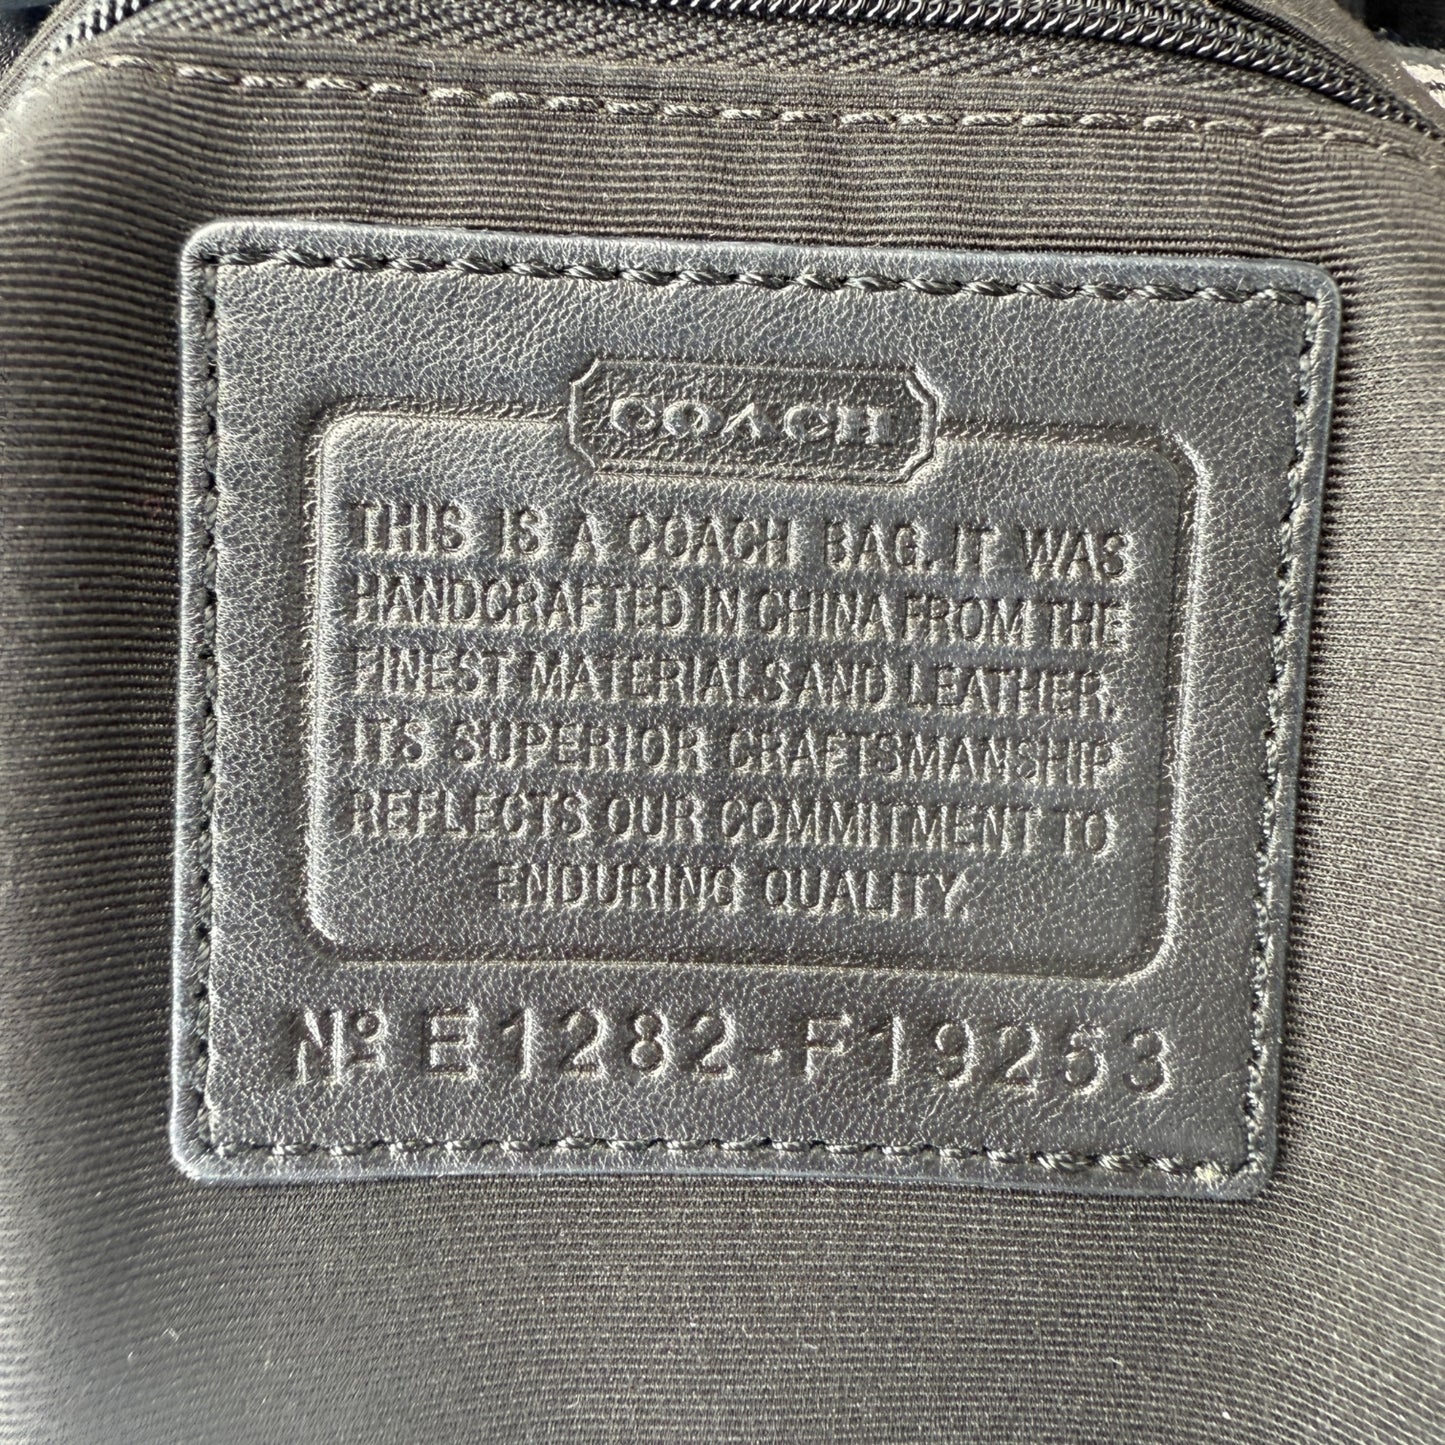 COACH
THIS IS A COACH BAG. IT WAS
HANDCRAFTED IN CHINA FROM THE
FINEST MATERIALS AND LEATHER.
ITS SUPERIOR CRAFTSMANSHIP
REFLECTS OUR COMMITMENT TO
ENDURING QUALITY.
Nº E1282-F19253